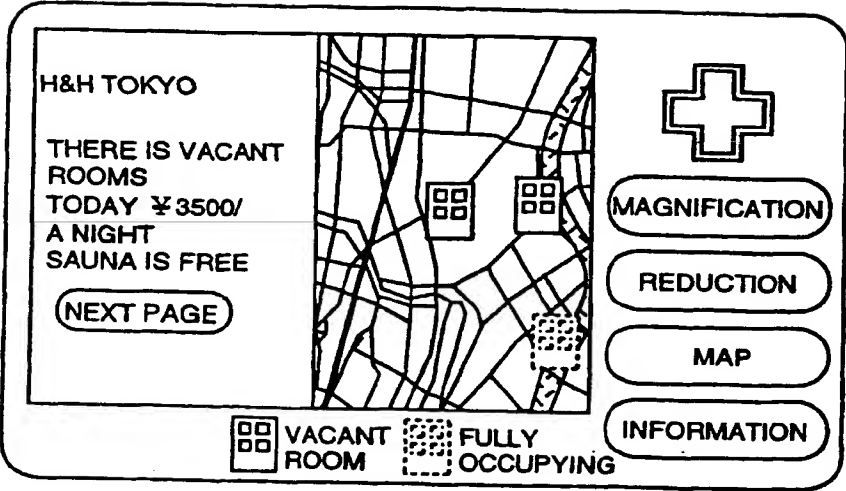 H&H TOKYO
THERE IS VACANT
ROOMS
TODAY ¥3500/
A NIGHT
SAUNA IS FREE
NEXT PAGE
MAGNIFICATION
REDUCTION
MAP
INFORMATION
VACANT
ROOM
FULLY
OCCUPYING